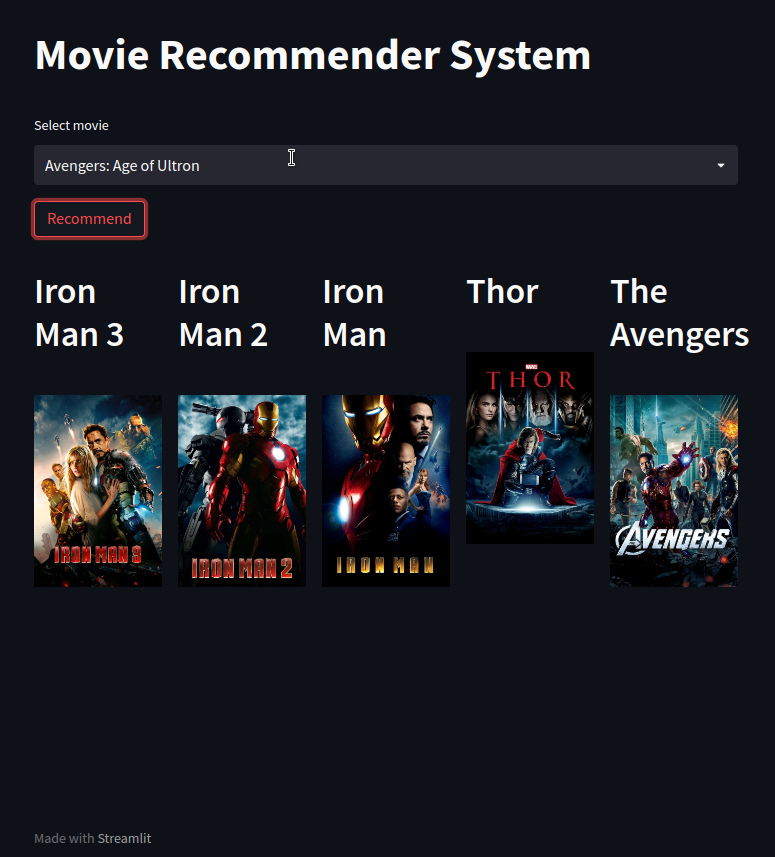 Movie Recommender System
Select movie
Avengers: Age of Ultron
Recommend
Iron
Man 3
Iron
Man 2
Iron
Man
Thor
The
Avengers
IRON MAN 3
IRON MAN 2
IRON MAN
MARVEL
THOR
AVENGERS
Made with Streamlit